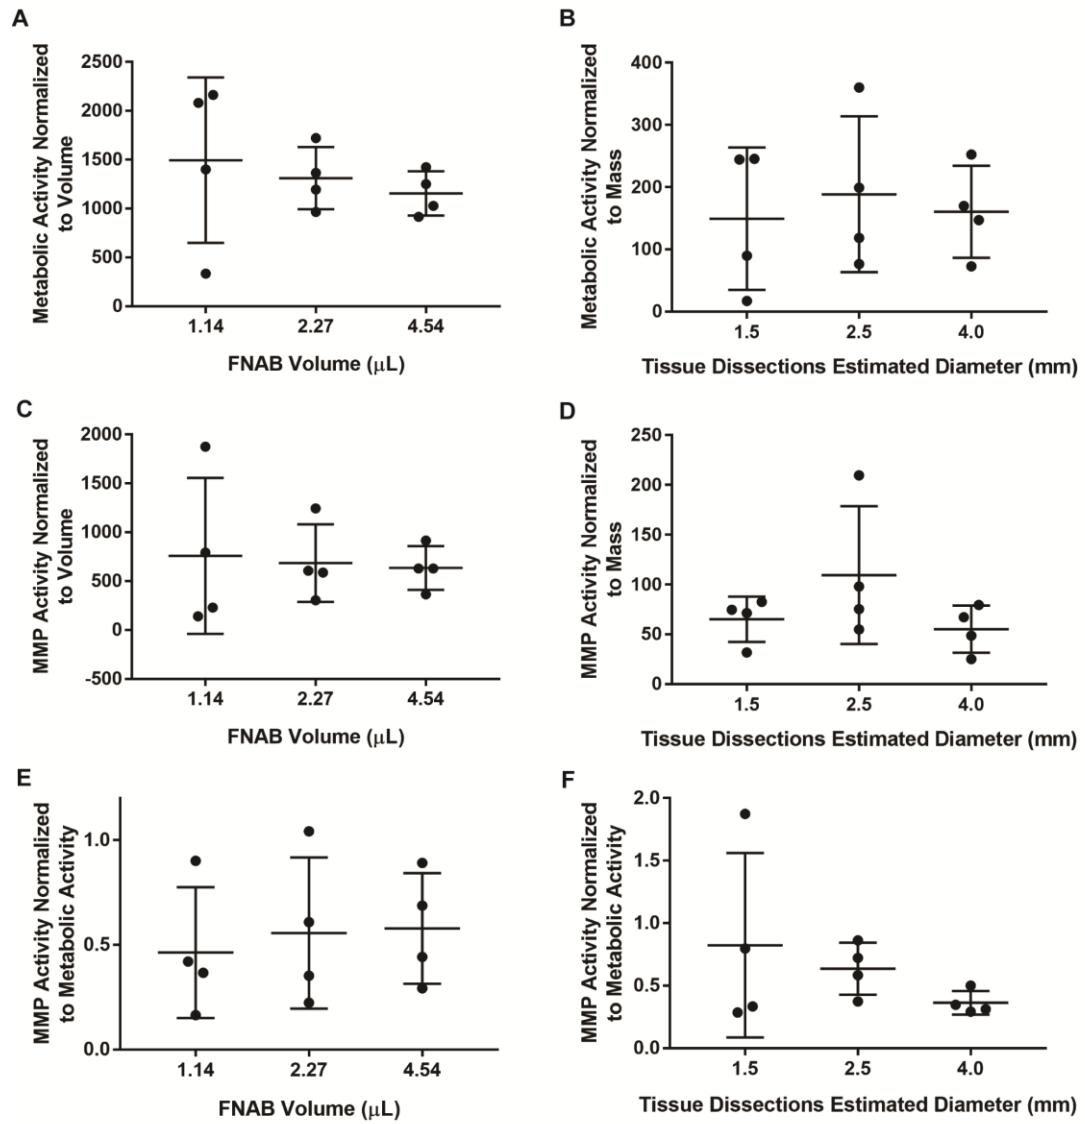 A
Metabolic Activity Normalized
to Volume
2500
2000
1500
1000
500
0
1.14 2.27 4.54
FNAB Volume (μL)
B
Metabolic Activity Normalized
to Mass
400
300
200
100
0
1.5 2.5 4.0
Tissue Dissections Estimated Diameter (mm)
C
MMP Activity Normalized
to Volume
2000
1500
1000
500
0
-500
1.14 2.27 4.54
FNAB Volume (μL)
D
MMP Activity Normalized
to Mass
250
200
150
100
50
0
1.5 2.5 4.0
Tissue Dissections Estimated Diameter (mm)
E
MMP Activity Normalized
to Metabolic Activity
1.0
0.5
0.0
1.14 2.27 4.54
FNAB Volume (μL)
F
MMP Activity Normalized
to Metabolic Activity
2.0
1.5
1.0
0.5
0.0
1.5 2.5 4.0
Tissue Dissections Estimated Diameter (mm)